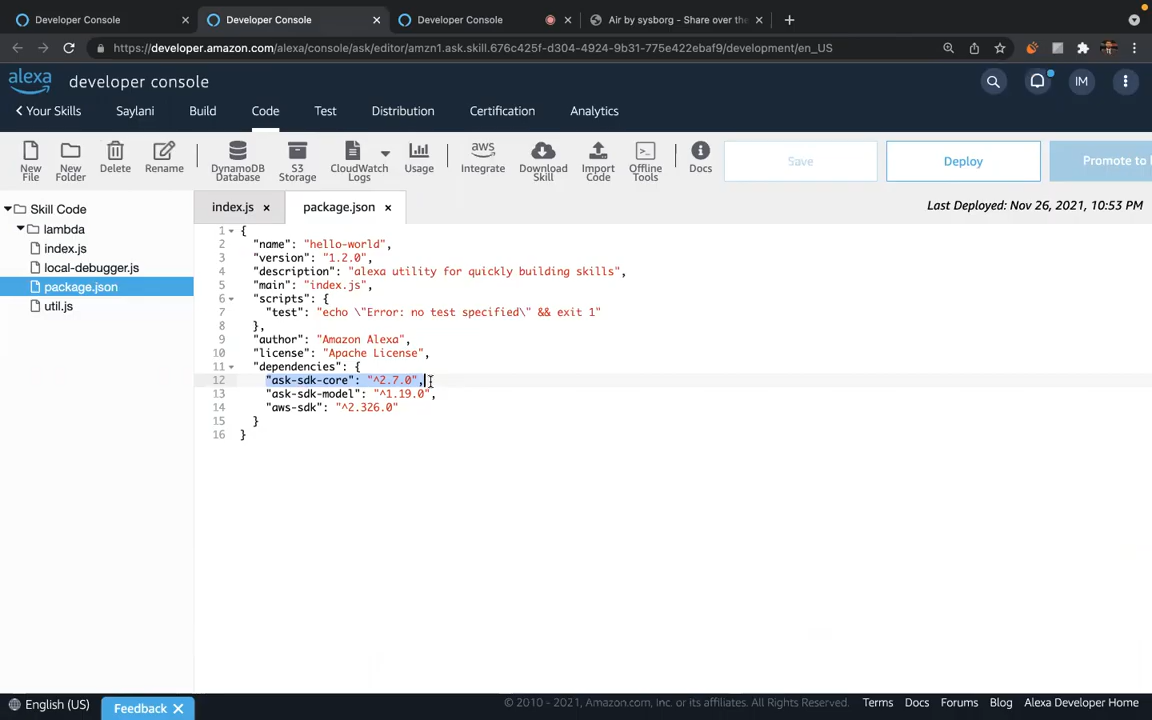 Developer Console
Developer Console
Developer Console
Air by sysborg - Share over the
https://developer.amazon.com/alexa/console/ask/editor/amzn1.ask.skill.676c425f-d304-4924-9b31-775e422ebaf9/development/en_US
alexa developer console
IM
Your Skills Saylani Build Code Test Distribution Certification Analytics
New File
New Folder
Delete
Rename
DynamoDB Database
S3 Storage
CloudWatch Logs
Usage
aws
Integrate
Download Skill
Import Code
Offline Tools
Docs
Save
Deploy
Promote to
Skill Code
lambda
index.js
local-debugger.js
package.json
util.js
index.js × package.json ×
Last Deployed: Nov 26, 2021, 10:53 PM
1 {
2 "name": "hello-world",
3 "version": "1.2.0",
4 "description": "alexa utility for quickly building skills",
5 "main": "index.js",
6 "scripts": {
7 "test": "echo \"Error: no test specified\" && exit 1"
8 },
9 "author": "Amazon Alexa",
10 "license": "Apache License",
11 "dependencies": {
12 "ask-sdk-core": "^2.7.0",
13 "ask-sdk-model": "^1.19.0",
14 "aws-sdk": "^2.326.0"
15 }
16 }
English (US)
Feedback
© 2010 - 2021, Amazon.com, Inc. or its affiliates. All Rights Reserved.
Terms Docs Forums Blog Alexa Developer Home